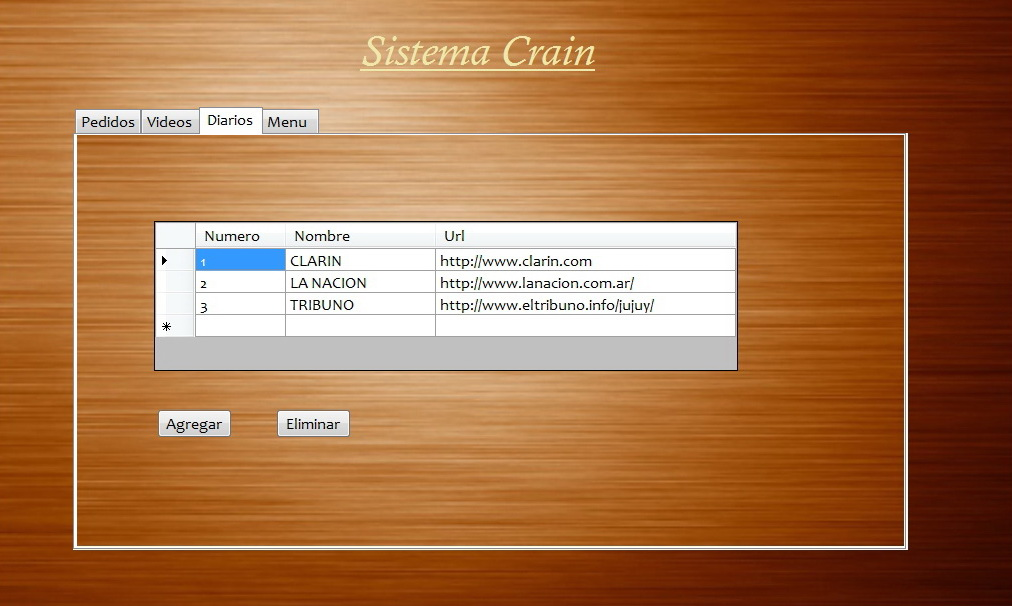 Sistema Crain
Pedidos Videos Diarios Menu
Numero Nombre Url
1 CLARIN http://www.clarin.com
2 LA NACION http://www.lanacion.com.ar/
3 TRIBUNO http://www.eltribuno.info/jujuy/
Agregar Eliminar